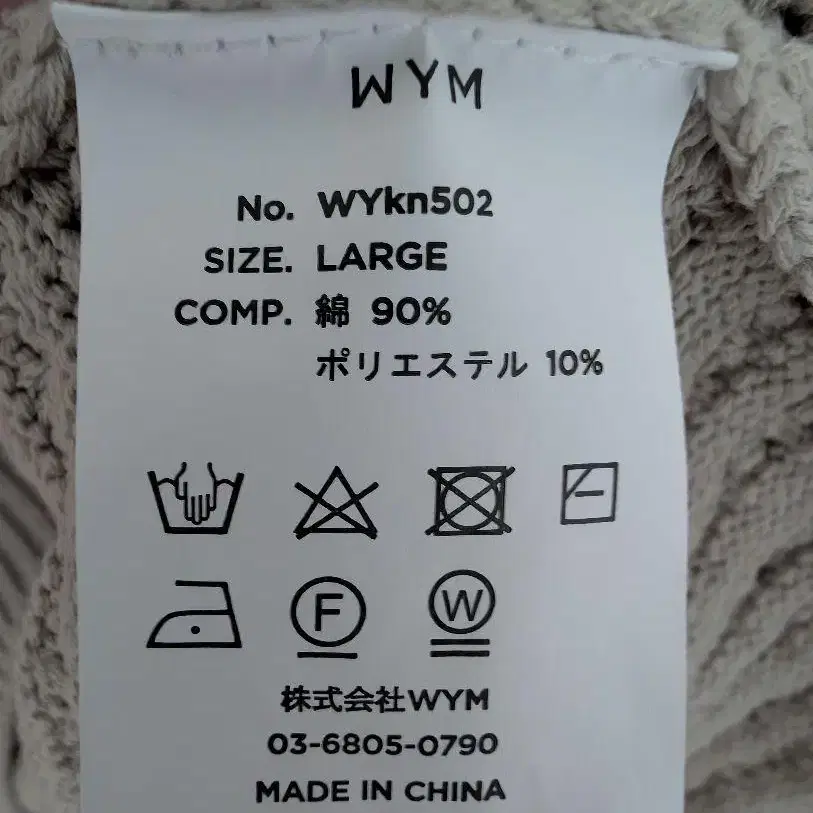 WYM
No. WYkn502
SIZE. LARGE
COMP. 綿 90%
ポリエステル 10%
F W
株式会社WYM
03-6805-0790
MADE IN CHINA